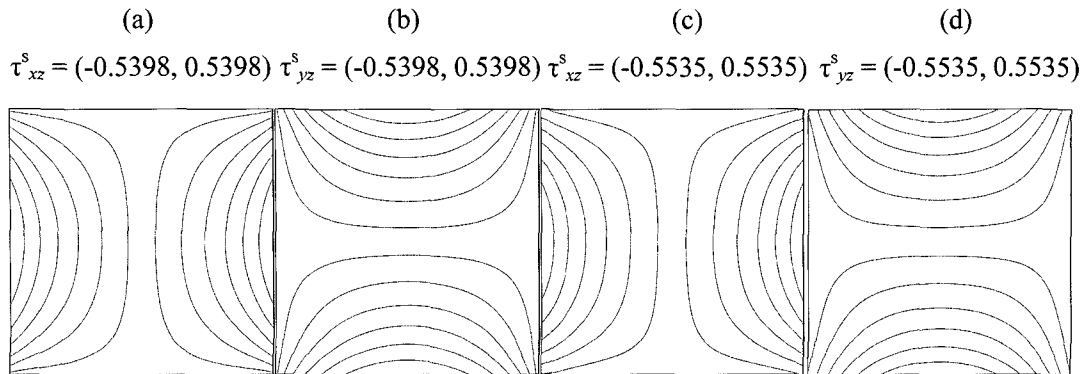 (a) (b) (c) (d)
τˢxz = (-0.5398, 0.5398) τˢyz = (-0.5398, 0.5398) τˢxz = (-0.5535, 0.5535) τˢyz = (-0.5535, 0.5535)